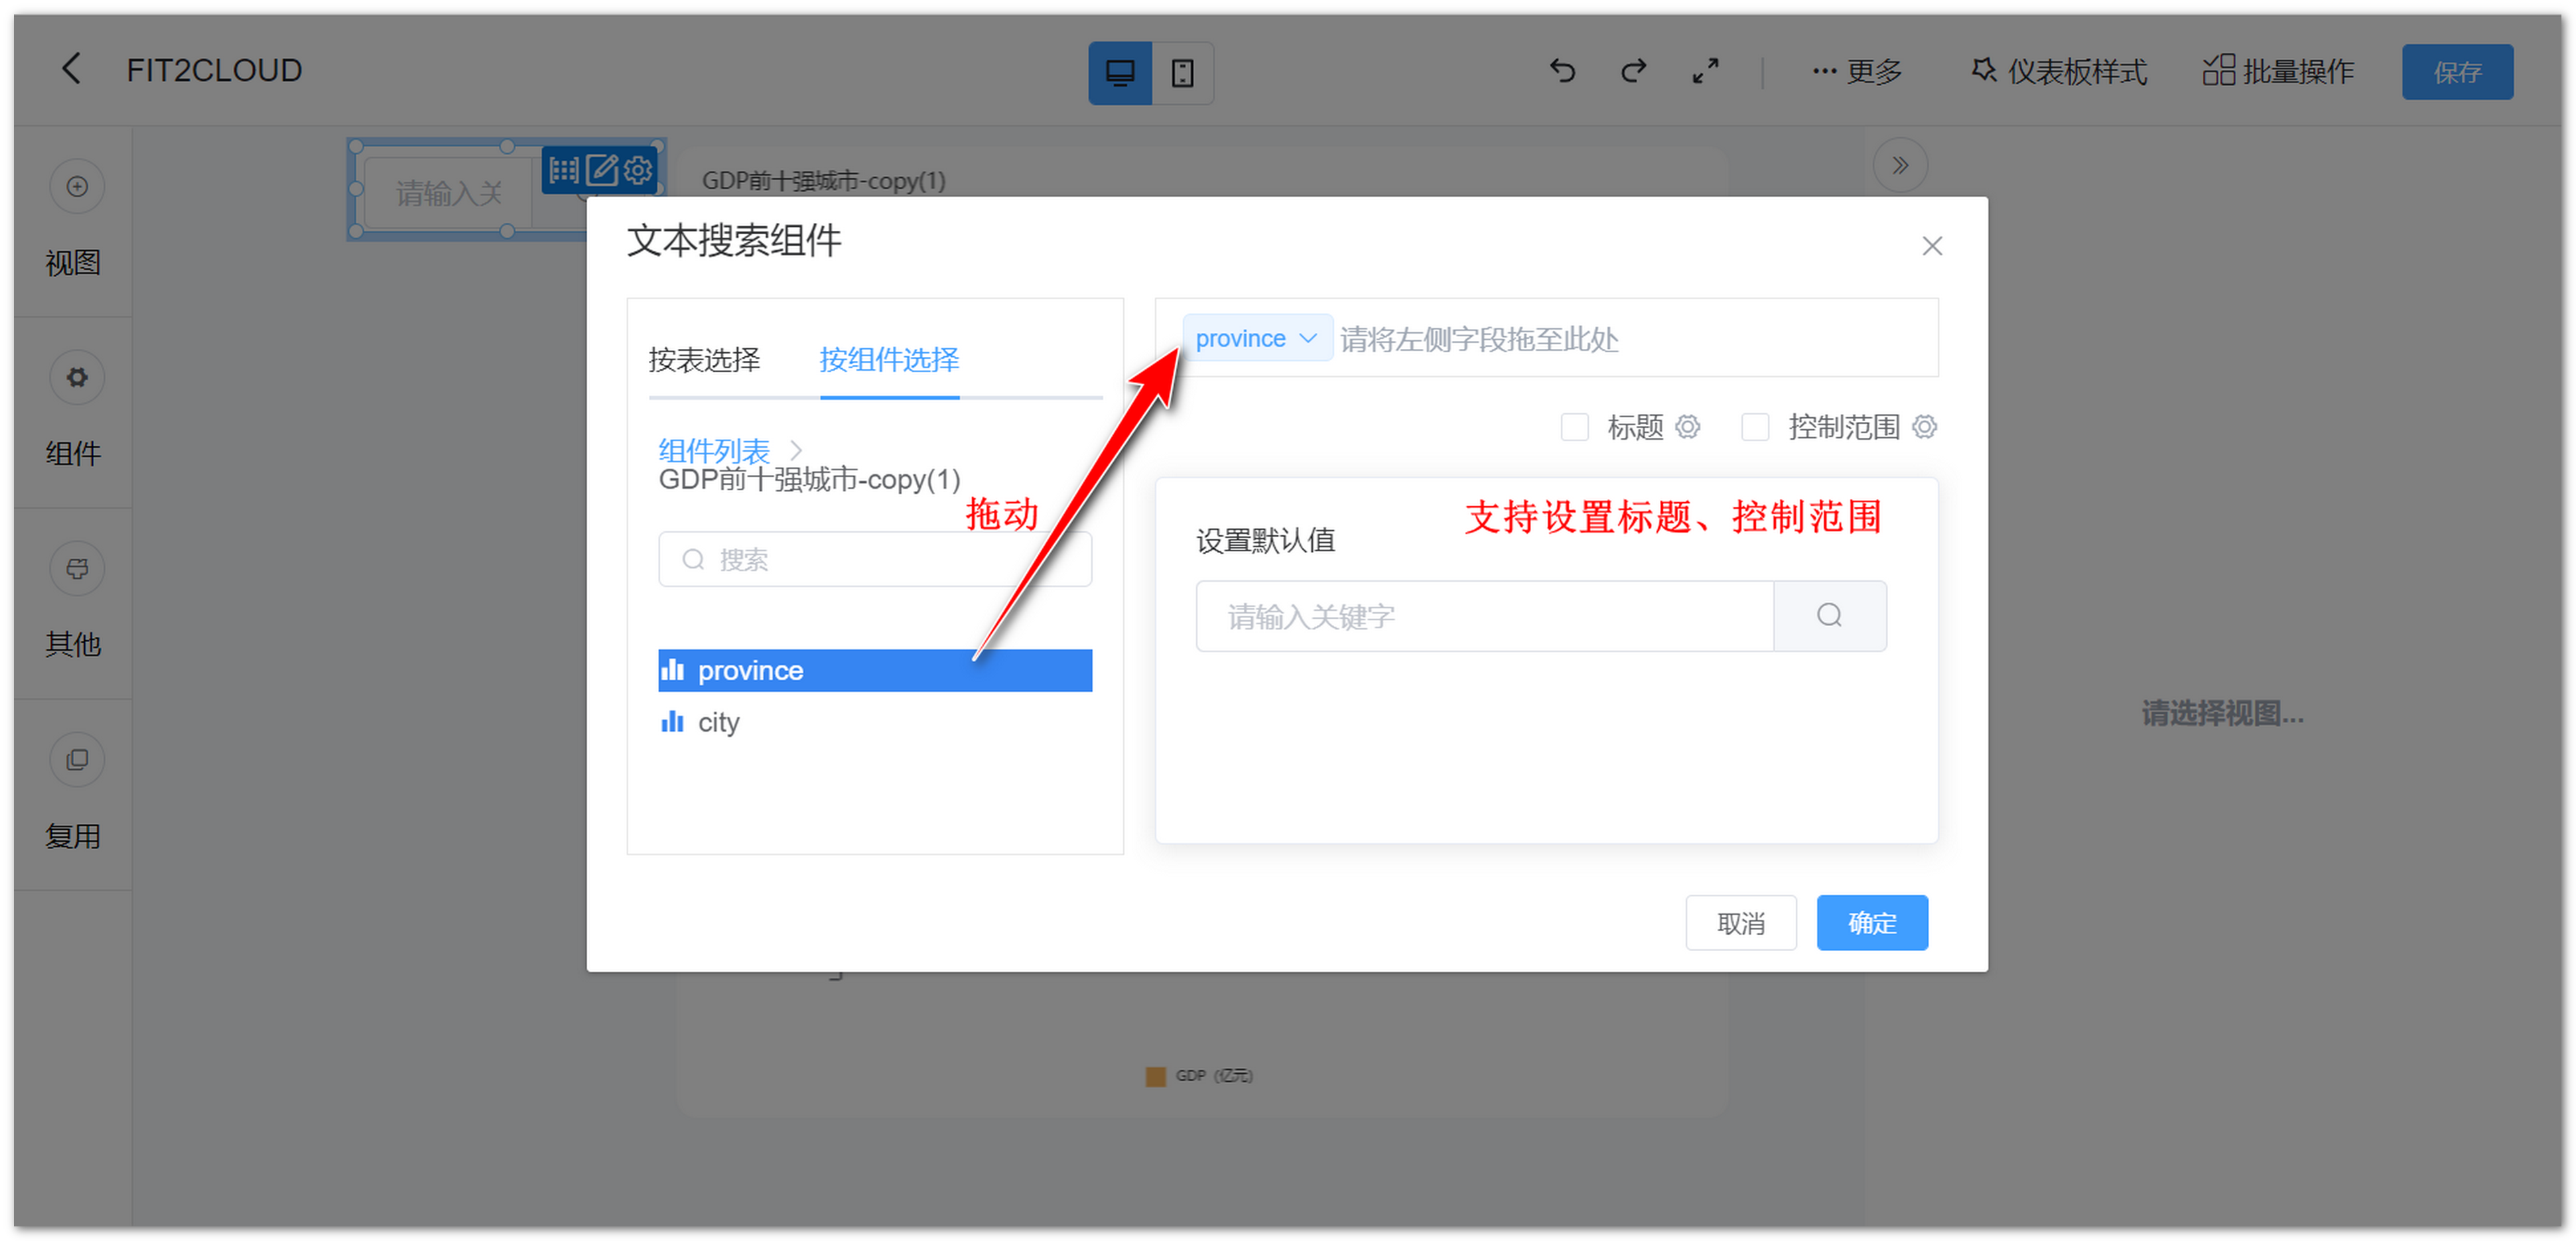 FIT2CLOUD
更多
仪表板样式
批量操作
保存
视图
组件
其他
复用
请输入关
GDP前十强城市-copy(1)
文本搜索组件
按表选择
按组件选择
组件列表
GDP前十强城市-copy(1)
搜索
province
city
拖动
province
请将左侧字段拖至此处
标题
控制范围
支持设置标题、控制范围
设置默认值
请输入关键字
取消
确定
请选择视图...
GDP（亿元）